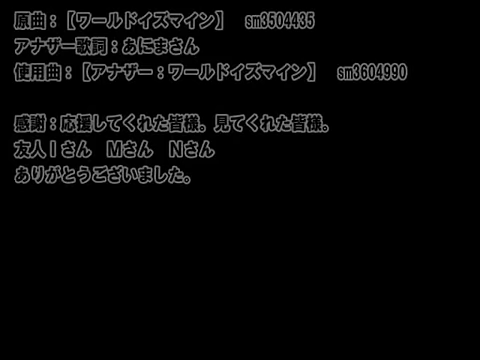 原曲：【ワールドイズマイン】　sm3504435
アナザー歌詞：あにまさん
使用曲：【アナザー：ワールドイズマイン】　sm3604990
感謝：応援してくれた皆様。見てくれた皆様。
友人Ｉさん　Ｍさん　Ｎさん
ありがとうございました。